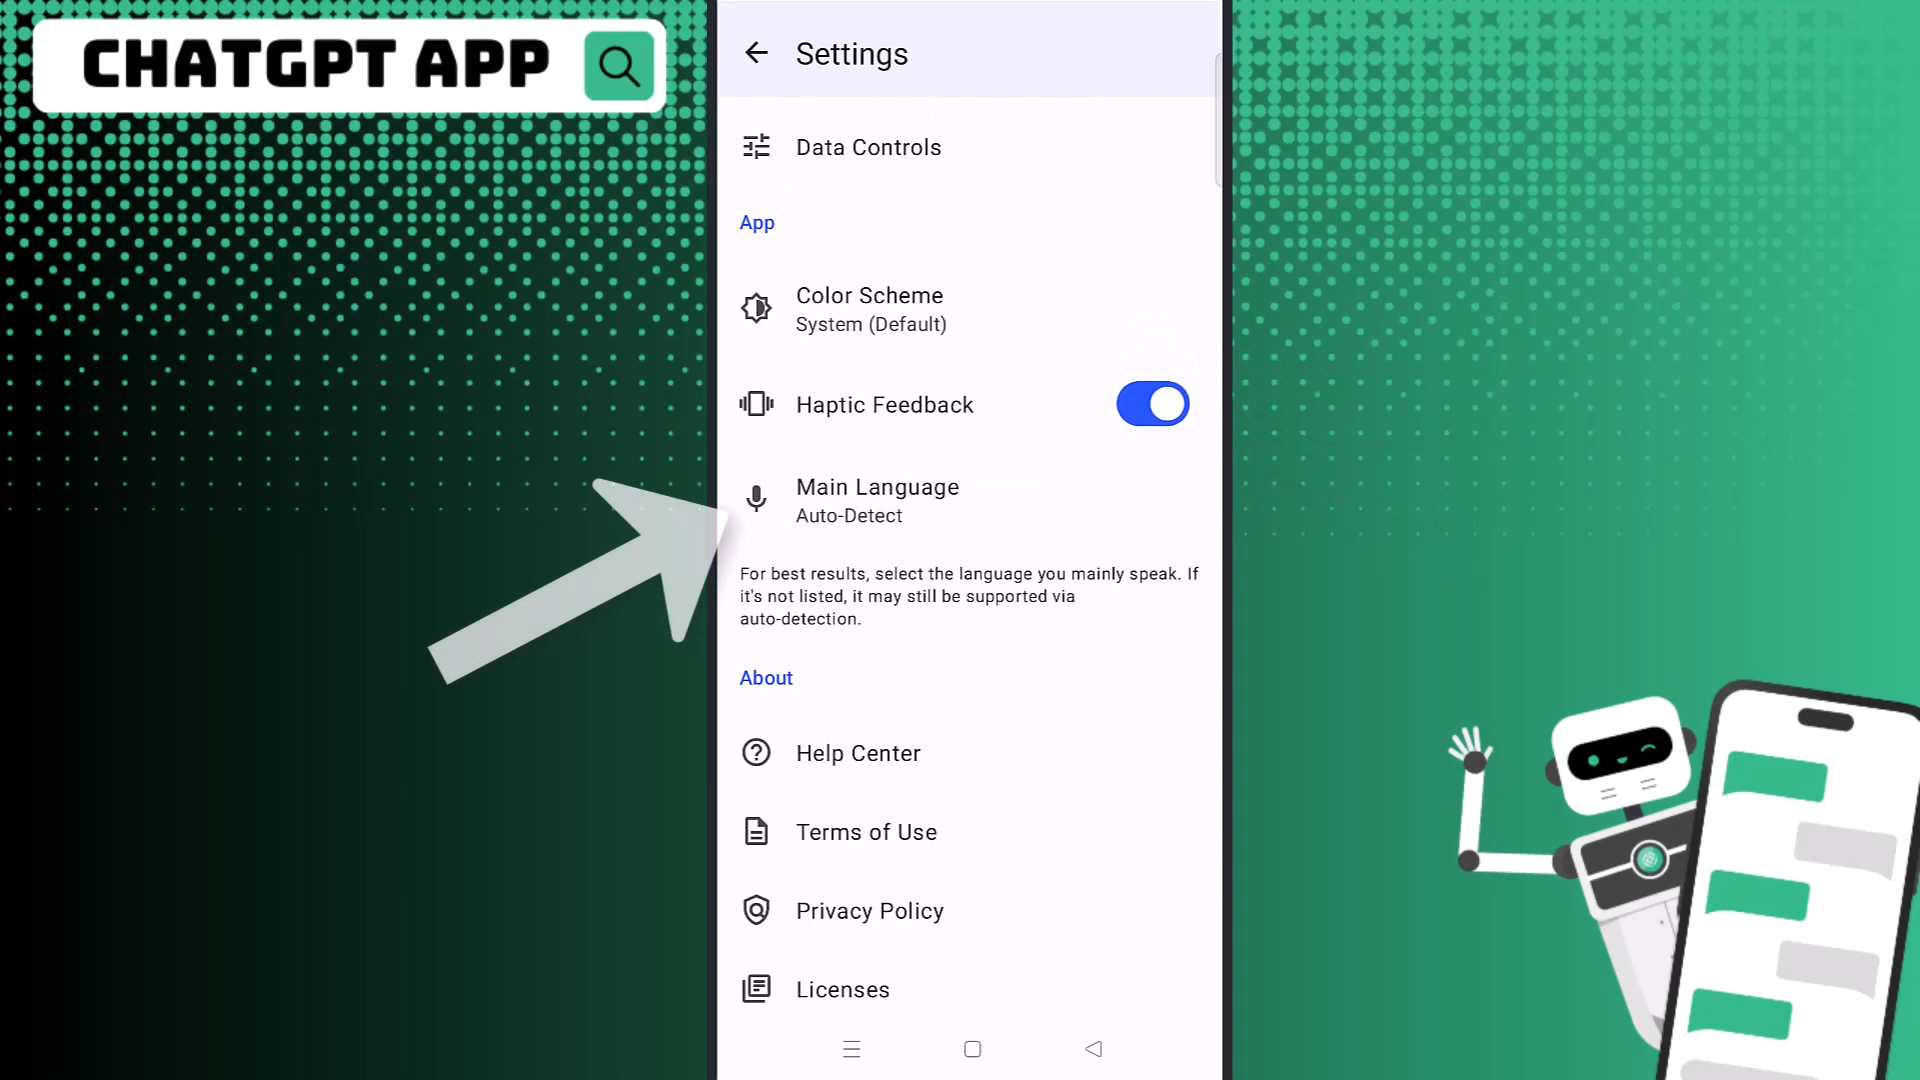 CHATGPT APP
Settings
Data Controls
App
Color Scheme
System (Default)
Haptic Feedback
Main Language
Auto-Detect
For best results, select the language you mainly speak. If
it's not listed, it may still be supported via
auto-detection.
About
Help Center
Terms of Use
Privacy Policy
Licenses